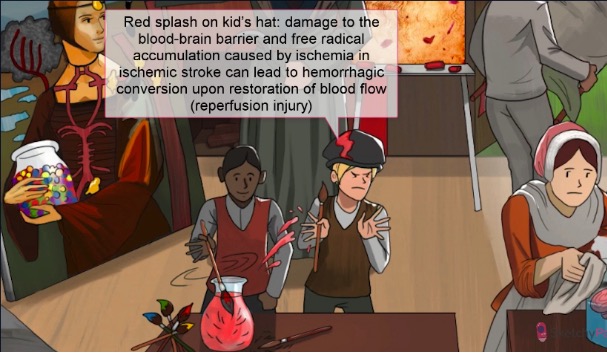 Red splash on kid's hat: damage to the
blood-brain barrier and free radical
accumulation caused by ischemia in
ischemic stroke can lead to hemorrhagic
conversion upon restoration of blood flow
(reperfusion injury)